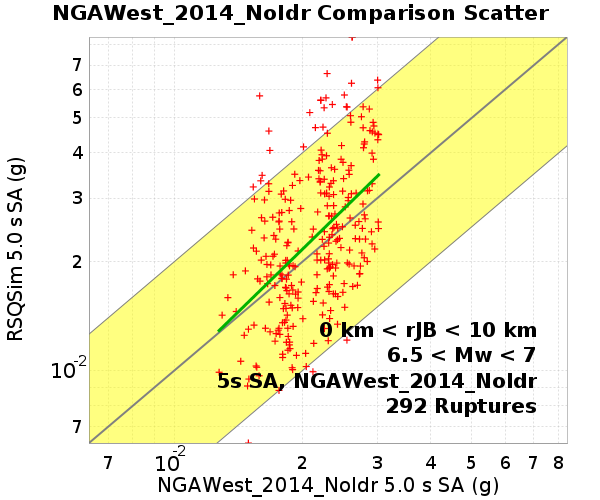 NGAWest_2014_NoIdr Comparison Scatter
RSQSim 5.0 s SA (g)
7
6
5
4
3
2
10⁻²
7
0 km < rJB < 10 km
6.5 < Mw < 7
5s SA, NGAWest_2014_NoIdr
292 Ruptures
7 8 10⁻² 2 3 4 5 6 7 8
NGAWest_2014_NoIdr 5.0 s SA (g)